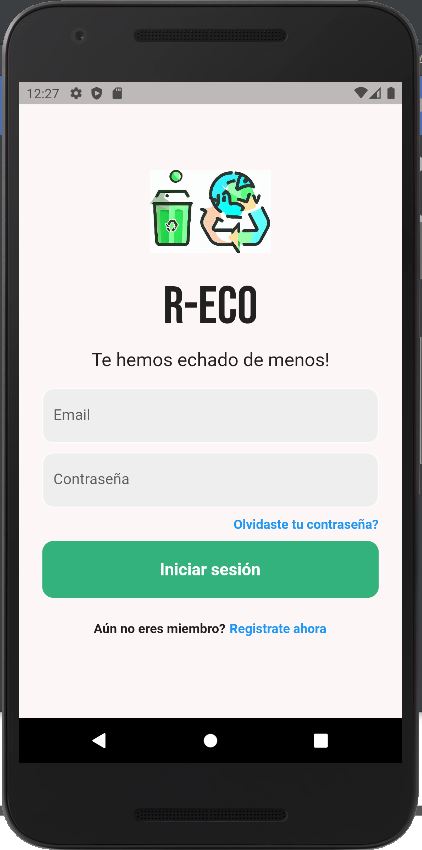 12:27
R-ECO
Te hemos echado de menos!
Email
Contraseña
Olvidaste tu contraseña?
Iniciar sesión
Aún no eres miembro? Registrate ahora